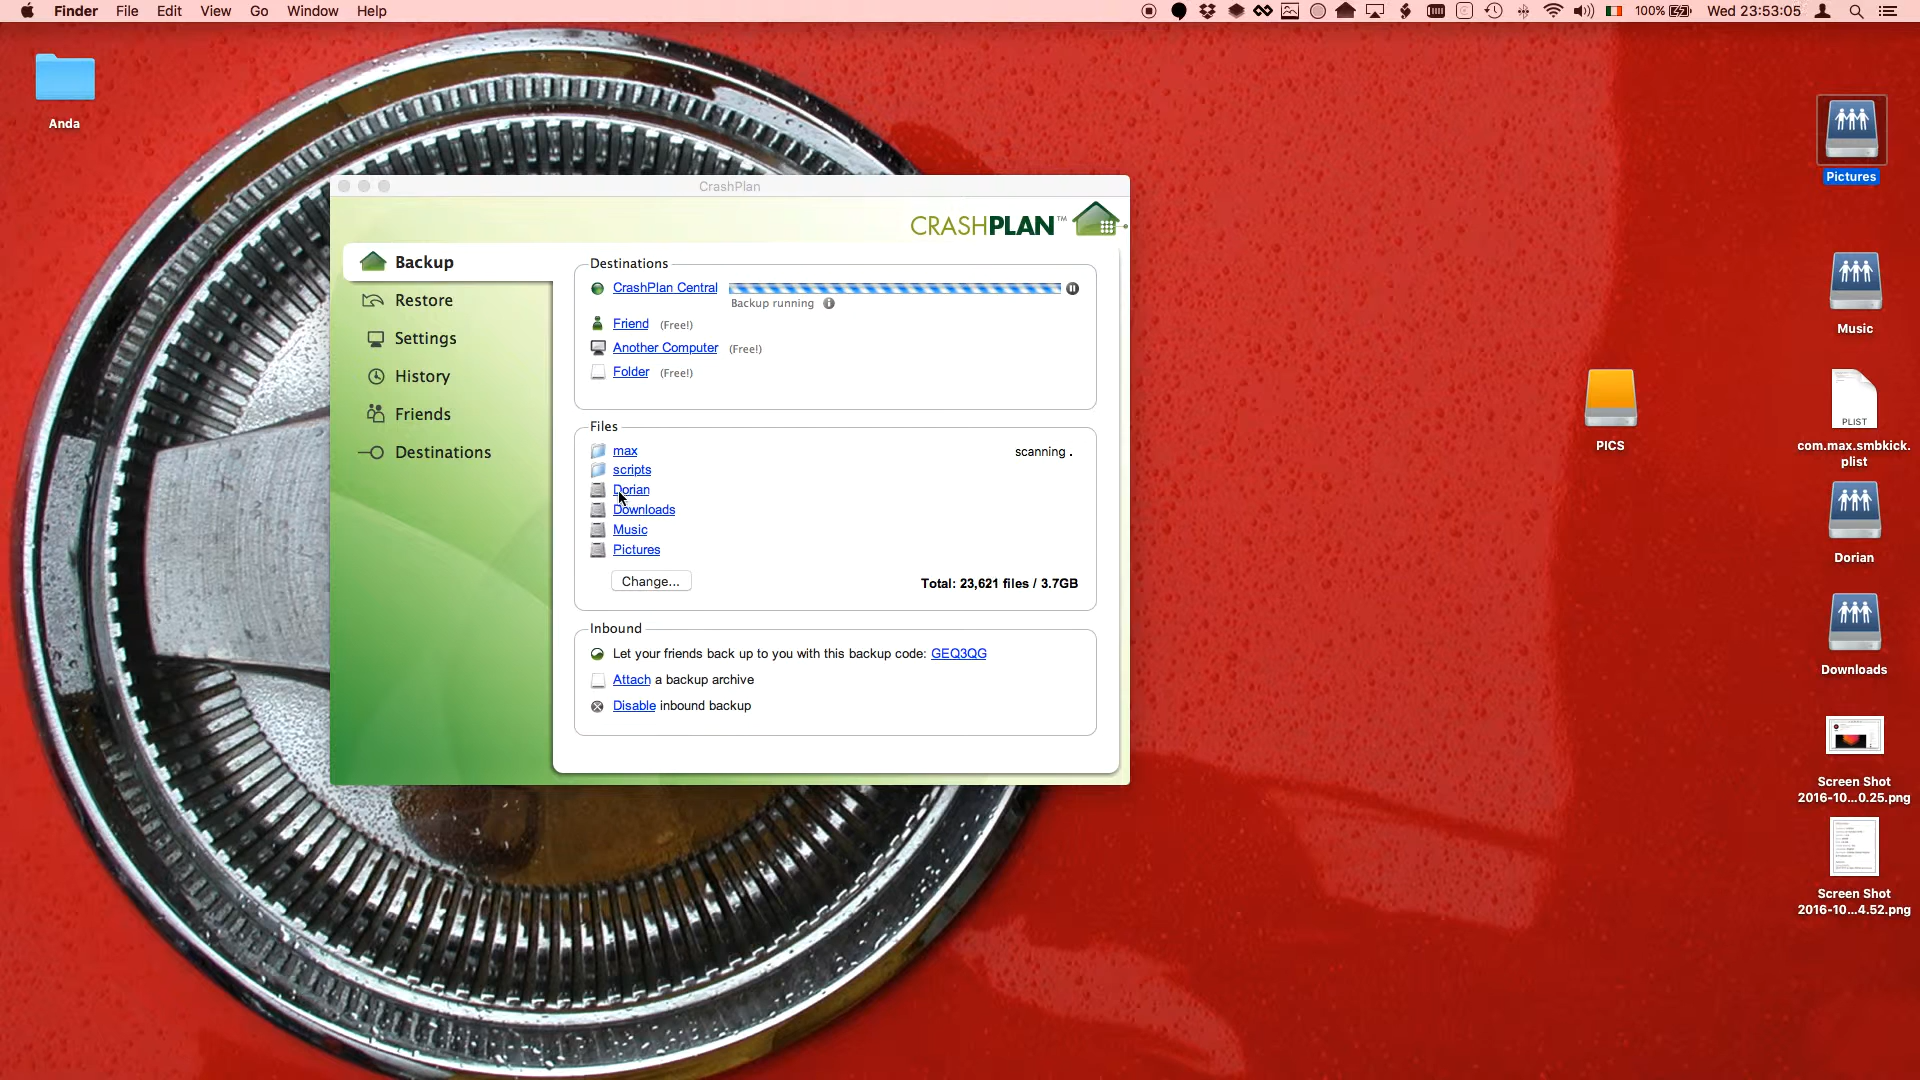 Finder File Edit View Go Window Help
100% Wed 23:53:05
Anda
Pictures
Music
PLIST
com.max.smbkick.
plist
PICS
Dorian
Downloads
Screen Shot
2016-10...0.25.png
Screen Shot
2016-10...4.52.png
CrashPlan
CRASHPLAN™
Backup
Restore
Settings
History
Friends
Destinations
Destinations
CrashPlan Central
Backup running
Friend (Free!)
Another Computer (Free!)
Folder (Free!)
Files
max scanning .
scripts
Dorian
Downloads
Music
Pictures
Change... Total: 23,621 files / 3.7GB
Inbound
Let your friends back up to you with this backup code: GEQ3QG
Attach a backup archive
Disable inbound backup